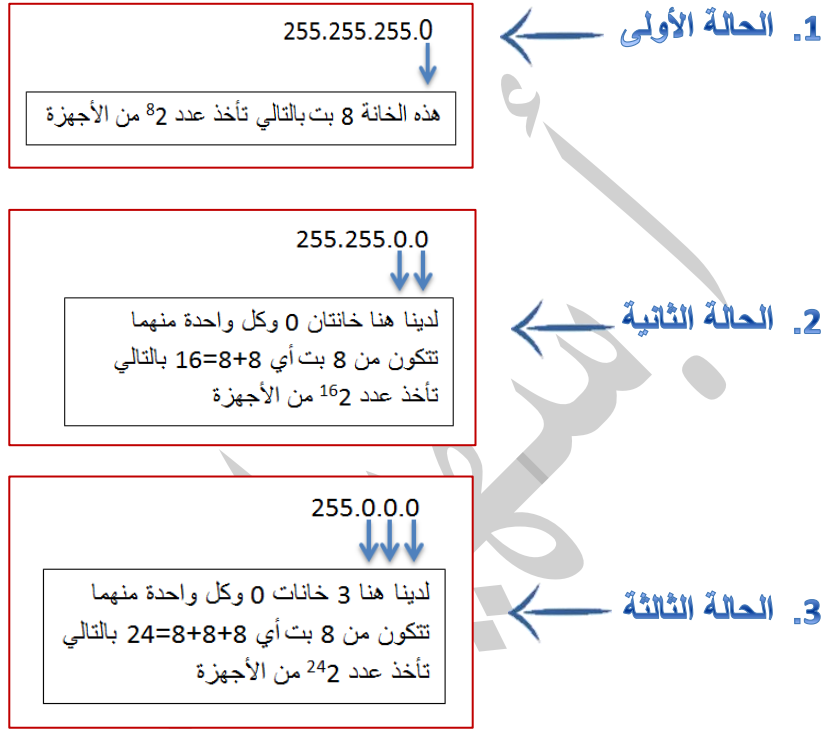 1. الحالة الأولى
255.255.255.0
هذه الخانة 8 بت بالتالي تأخذ عدد 2⁸ من الأجهزة
2. الحالة الثانية
255.255.0.0
لدينا هنا خانتان 0 وكل واحدة منهما
تتكون من 8 بت أي 8+8=16 بالتالي
تأخذ عدد 2¹⁶ من الأجهزة
3. الحالة الثالثة
255.0.0.0
لدينا هنا 3 خانات 0 وكل واحدة منهما
تتكون من 8 بت أي 8+8+8=24 بالتالي
تأخذ عدد 2²⁴ من الأجهزة